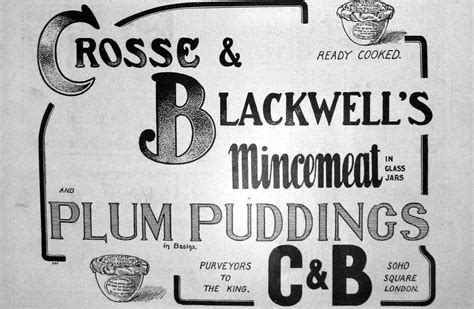 CROSSE &
READY COOKED.
BLACKWELL'S
Mincemeat IN GLASS JARS
AND
PLUM PUDDINGS
in Basins.
PURVEYORS TO THE KING.
C&B
SOHO SQUARE LONDON.